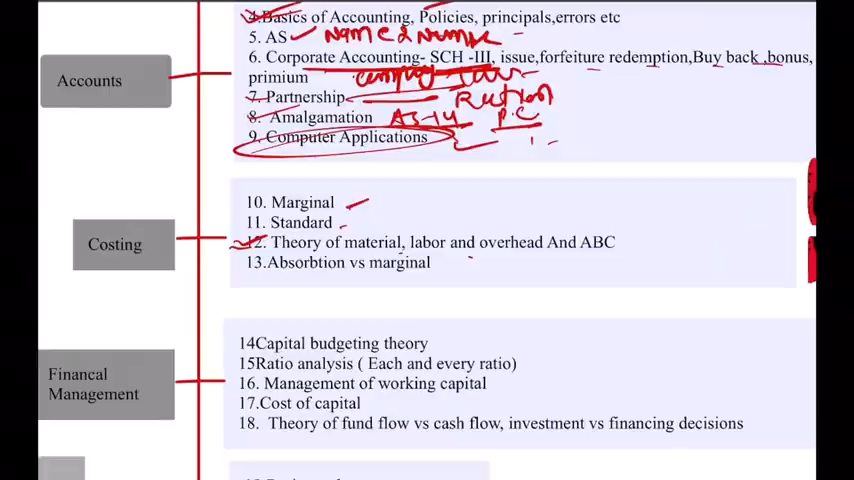 4.Basics of Accounting, Policies, principals,errors etc
5. AS Name & Number
6. Corporate Accounting- SCH -III, issue,forfeiture redemption,Buy back ,bonus,
primium
Accounts
7. Partnership
8. Amalgamation AS-14 P.C
9. Computer Applications
10. Marginal
11. Standard
Costing
12. Theory of material, labor and overhead And ABC
13.Absorbtion vs marginal
14Capital budgeting theory
15Ratio analysis ( Each and every ratio)
Financal
Management
16. Management of working capital
17.Cost of capital
18. Theory of fund flow vs cash flow, investment vs financing decisions